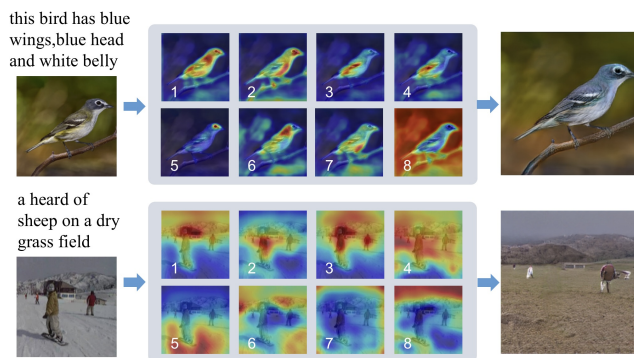 this bird has blue
wings,blue head
and white belly
1 2 3 4
5 6 7 8
a heard of
sheep on a dry
grass field
1 2 3 4
5 6 7 8